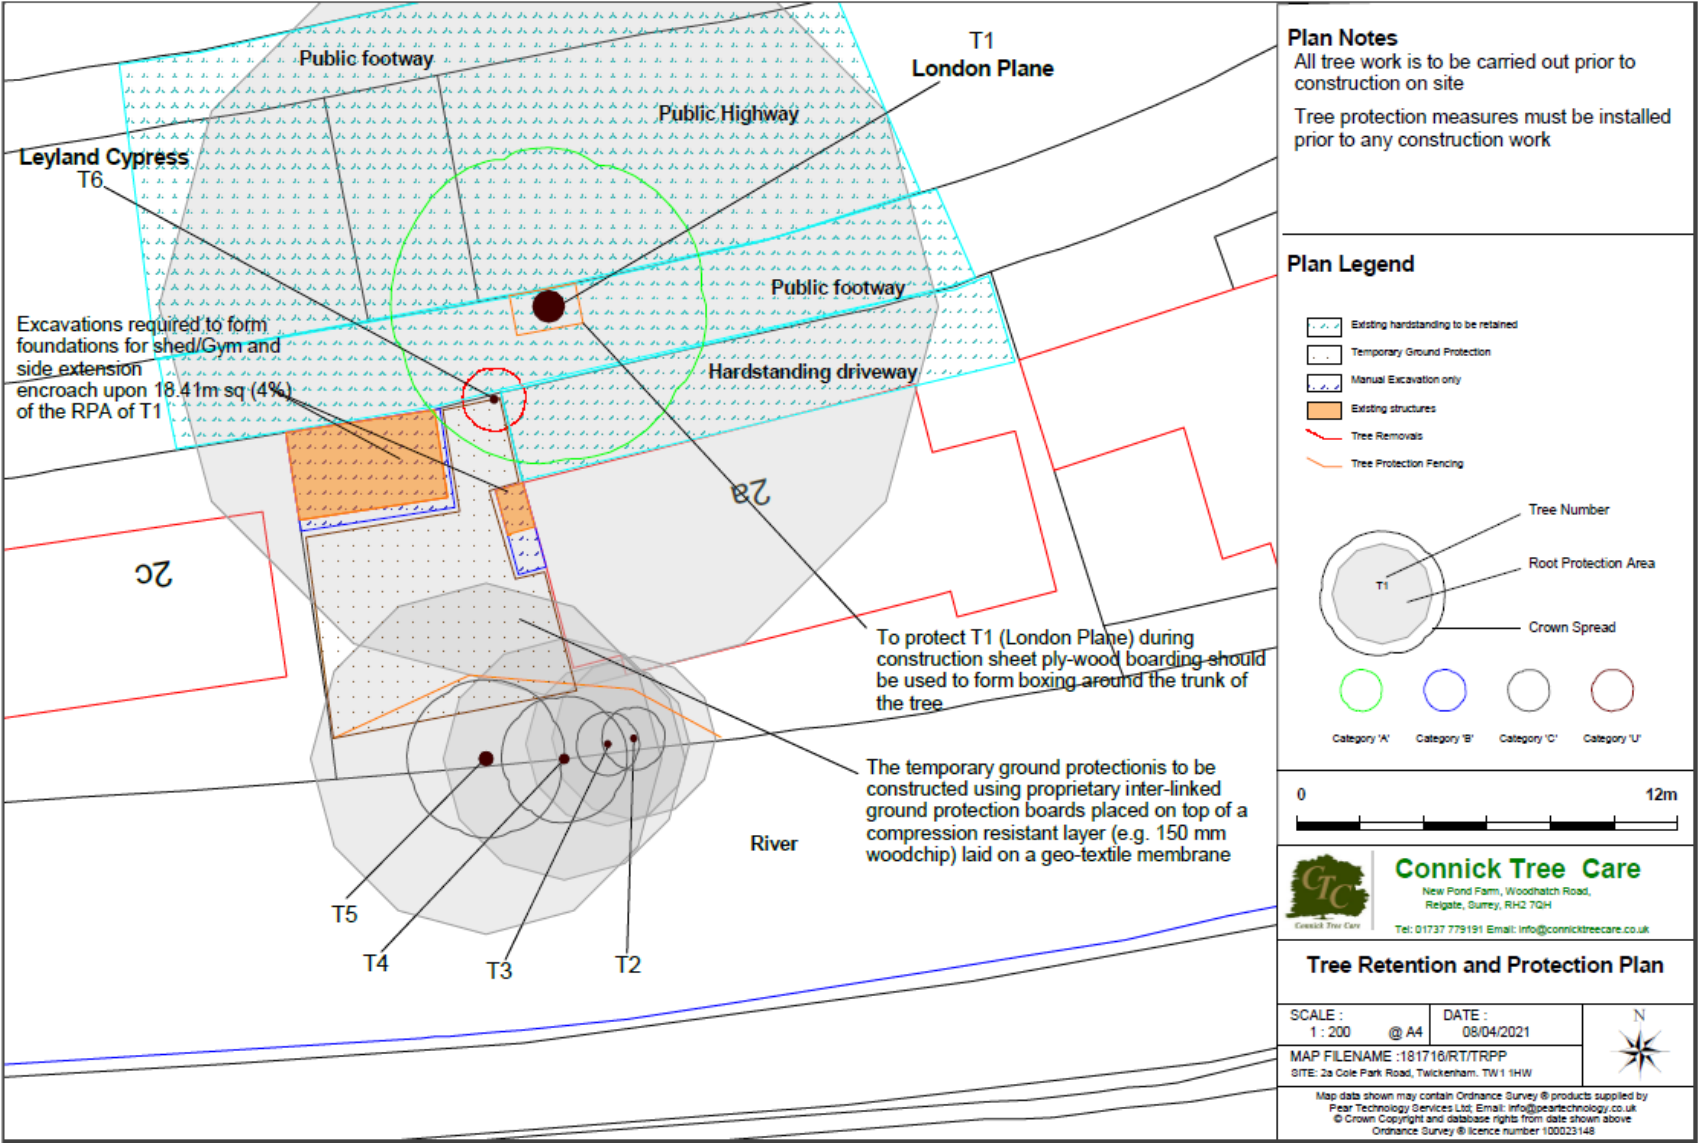 Public footway
T1
London Plane
Public Highway
Leyland Cypress
T6
Public footway
Excavations required to form
foundations for shed/Gym and
side extension
encroach upon 18.41m sq (4%)
of the RPA of T1
Hardstanding driveway
2a
2c
To protect T1 (London Plane) during
construction sheet ply-wood boarding should
be used to form boxing around the trunk of
the tree
The temporary ground protectionis to be
constructed using proprietary inter-linked
ground protection boards placed on top of a
compression resistant layer (e.g. 150 mm
woodchip) laid on a geo-textile membrane
River
T5
T4
T3
T2
Plan Notes
All tree work is to be carried out prior to
construction on site
Tree protection measures must be installed
prior to any construction work
Plan Legend
Existing hardstanding to be retained
Temporary Ground Protection
Manual Excavation only
Existing structures
Tree Removals
Tree Protection Fencing
Tree Number
Root Protection Area
T1
Crown Spread
Category 'A' Category 'B' Category 'C' Category 'U'
0 12m
CTC
Connick Tree Care
Connick Tree Care
New Pond Farm, Woodhatch Road,
Reigate, Surrey, RH2 7QH
Tel: 01737 779191 Email: info@connicktreecare.co.uk
Tree Retention and Protection Plan
SCALE :
1 : 200 @ A4
DATE :
08/04/2021
N
MAP FILENAME :181716/RT/TRPP
SITE: 2a Cole Park Road, Twickenham. TW1 1HW
Map data shown may contain Ordnance Survey ® products supplied by
Pear Technology Services Ltd; Email: info@peartechnology.co.uk
© Crown Copyright and database rights from date shown above
Ordnance Survey ® licence number 100023148